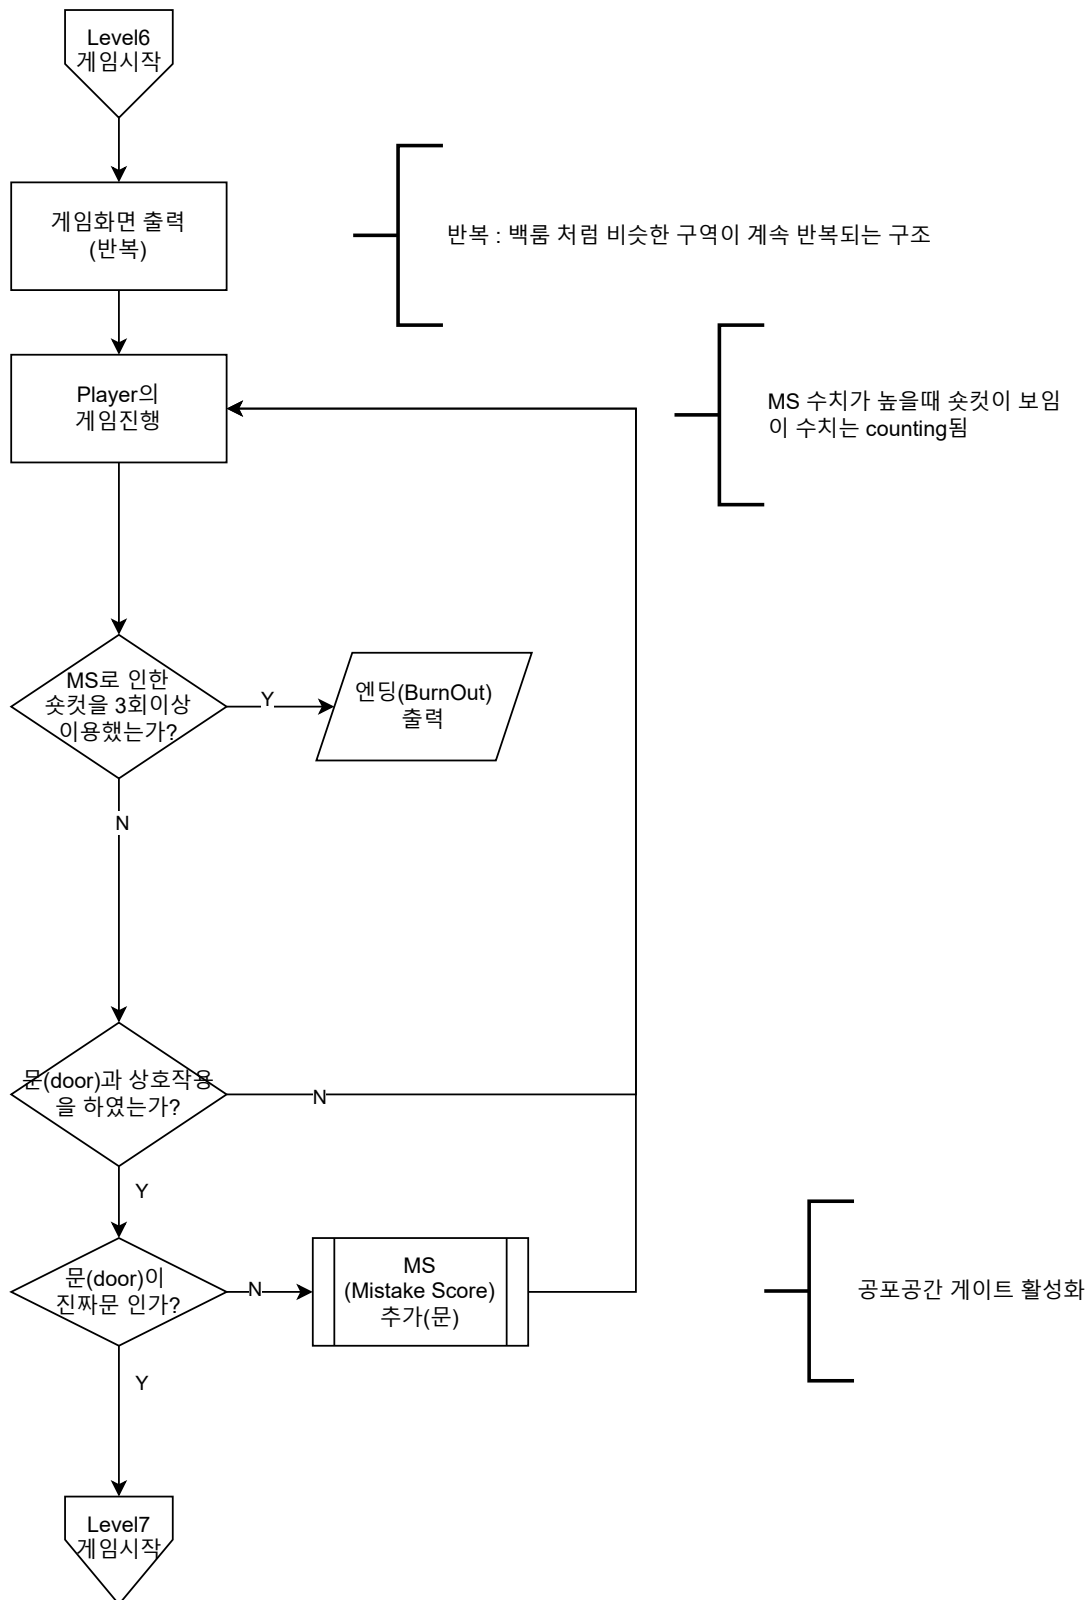 Level6
게임시작
게임화면 출력
(반복)
반복 : 백룸 처럼 비슷한 구역이 계속 반복되는 구조
Player의
게임진행
MS 수치가 높을때 숏컷이 보임
이 수치는 counting됨
MS로 인한
숏컷을 3회이상
이용했는가?
Y
엔딩(BurnOut)
출력
N
문(door)과 상호작용
을 하였는가?
N
Y
문(door)이
진짜문 인가?
N
MS
(Mistake Score)
추가(문)
공포공간 게이트 활성화
Y
Level7
게임시작